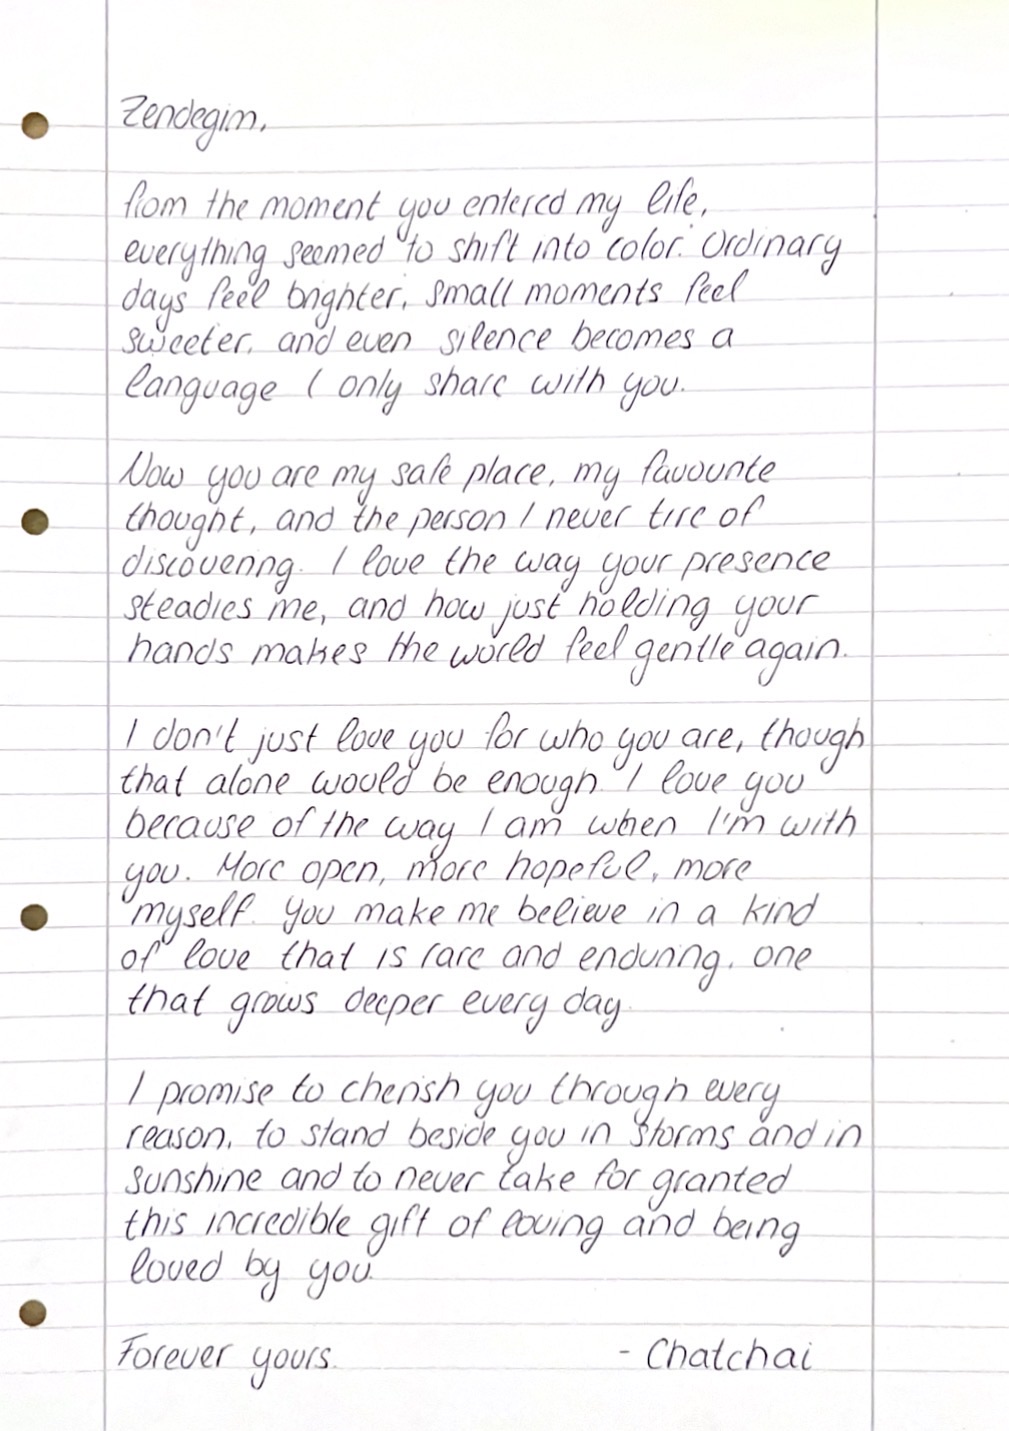 Zendegim,
from the moment you entered my life,
everything seemed to shift into color. Ordinary
days feel brighter, small moments feel
sweeter, and even silence becomes a
language I only share with you.
Now you are my safe place, my favourite
thought, and the person I never tire of
discovering. I love the way your presence
steadies me, and how just holding your
hands makes the world feel gentle again.
I don't just love you for who you are, though
that alone would be enough. I love you
because of the way I am when I'm with
you. More open, more hopeful, more
myself. You make me believe in a kind
of love that is rare and enduring, one
that grows deeper every day.
I promise to cherish you through every
reason, to stand beside you in storms and in
sunshine and to never take for granted
this incredible gift of loving and being
loved by you.
Forever yours. - Chatchai